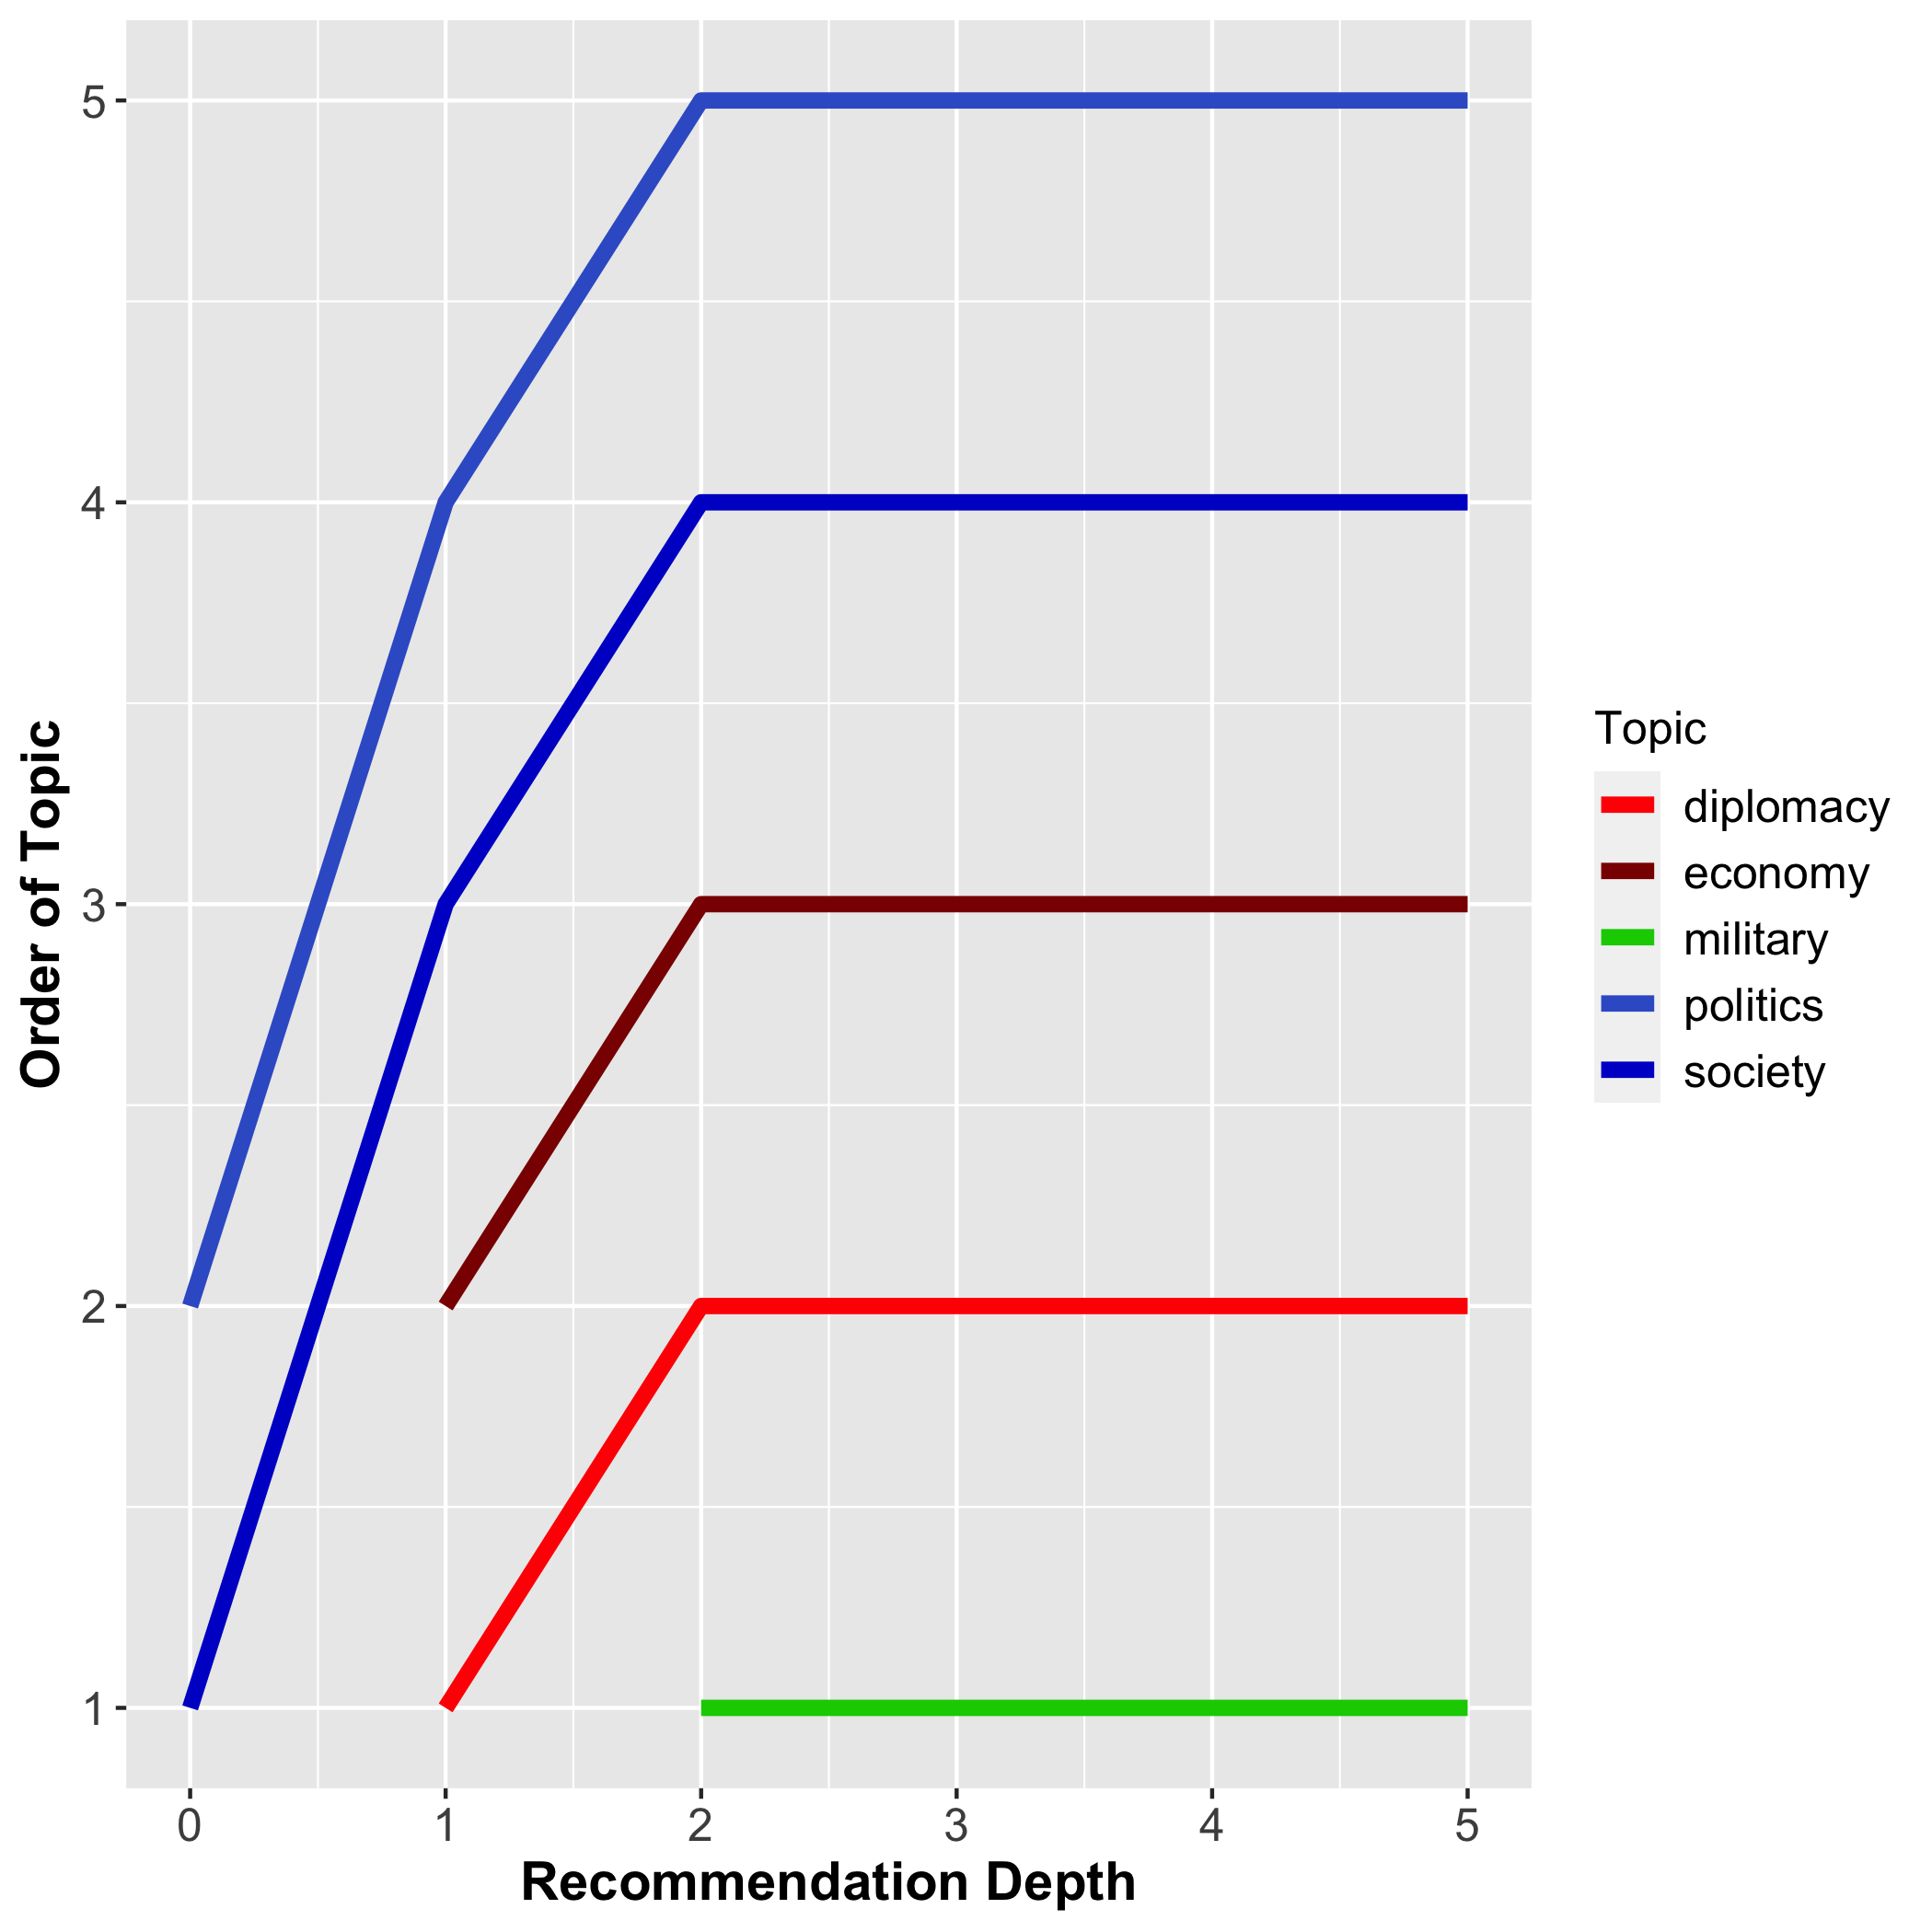 5
4
3
2
1
Order of Topic
0 1 2 3 4 5
Recommendation Depth
Topic
diplomacy
economy
military
politics
society